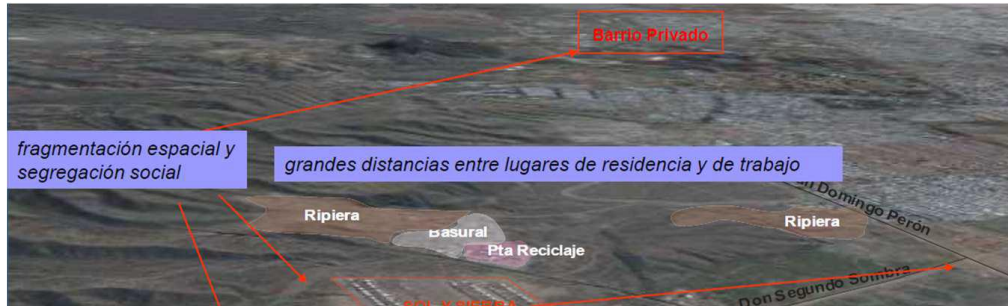 Barrio Privado
fragmentación espacial y
segregación social
grandes distancias entre lugares de residencia y de trabajo
Domingo Perón
Ripiera
Ripiera
Basural
Pta Reciclaje
Don Segundo Sombra